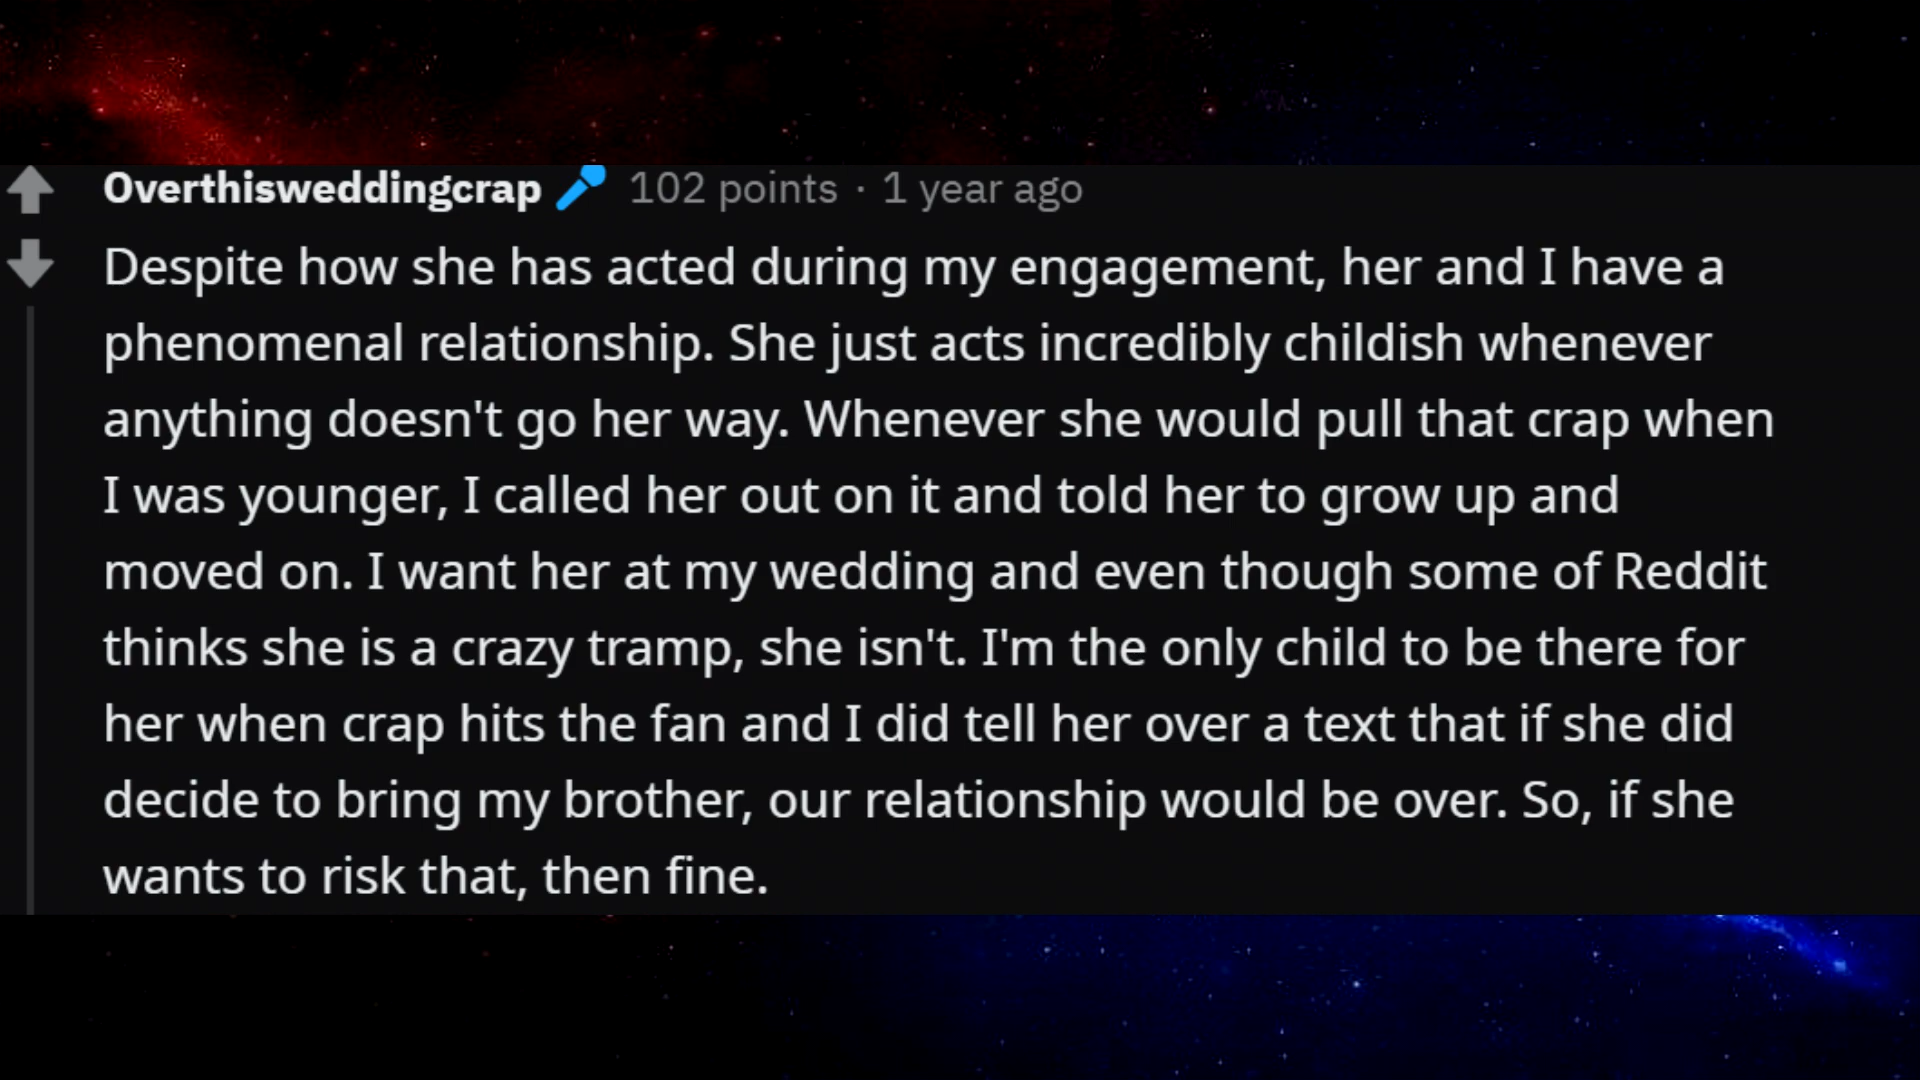 Overthisweddingcrap 102 points · 1 year ago
Despite how she has acted during my engagement, her and I have a
phenomenal relationship. She just acts incredibly childish whenever
anything doesn't go her way. Whenever she would pull that crap when
I was younger, I called her out on it and told her to grow up and
moved on. I want her at my wedding and even though some of Reddit
thinks she is a crazy tramp, she isn't. I'm the only child to be there for
her when crap hits the fan and I did tell her over a text that if she did
decide to bring my brother, our relationship would be over. So, if she
wants to risk that, then fine.